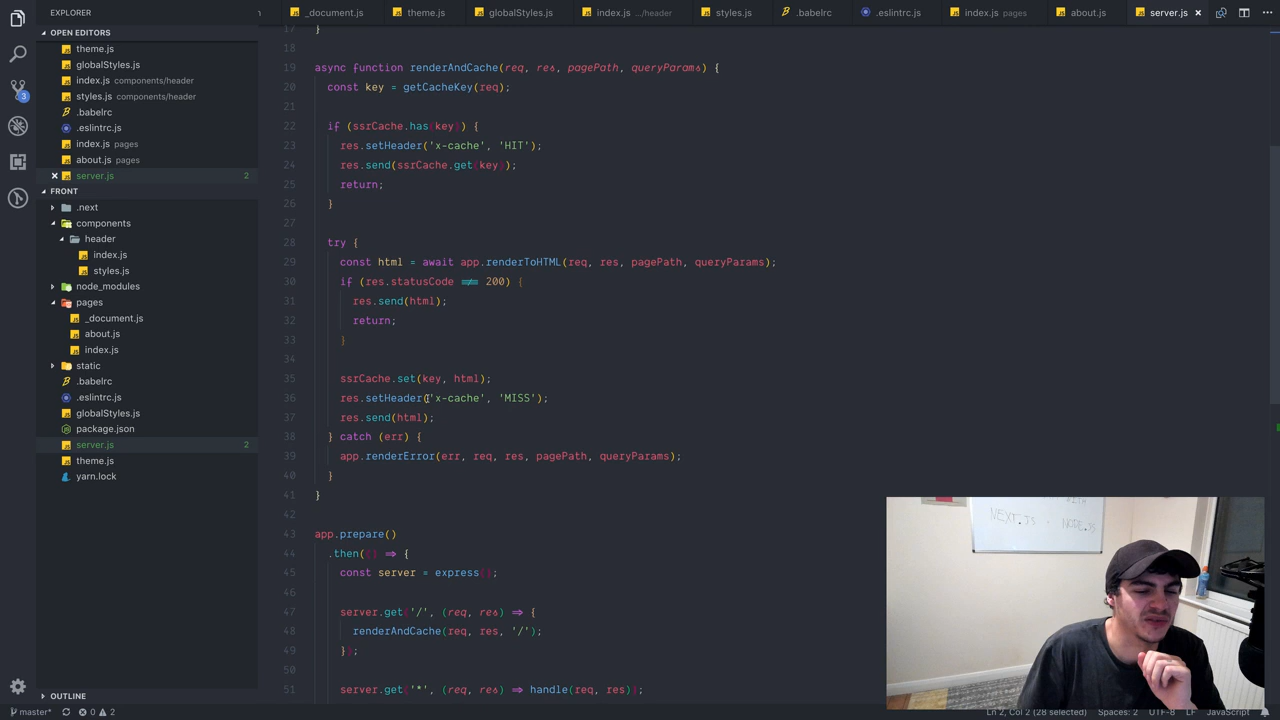 EXPLORER
_document.js
theme.js
globalStyles.js
index.js .../header
styles.js
.babelrc
.eslintrc.js
index.js pages
about.js
server.js
OPEN EDITORS
theme.js
globalStyles.js
index.js components/header
styles.js components/header
.babelrc
.eslintrc.js
index.js pages
about.js pages
server.js 2
FRONT
.next
components
header
index.js
styles.js
node_modules
pages
_document.js
about.js
index.js
static
.babelrc
.eslintrc.js
globalStyles.js
package.json
server.js 2
theme.js
yarn.lock
OUTLINE
17 }
18
19 async function renderAndCache(req, res, pagePath, queryParams) {
20 const key = getCacheKey(req);
21
22 if (ssrCache.has(key)) {
23 res.setHeader('x-cache', 'HIT');
24 res.send(ssrCache.get(key));
25 return;
26 }
27
28 try {
29 const html = await app.renderToHTML(req, res, pagePath, queryParams);
30 if (res.statusCode !== 200) {
31 res.send(html);
32 return;
33 }
34
35 ssrCache.set(key, html);
36 res.setHeader('x-cache', 'MISS');
37 res.send(html);
38 } catch (err) {
39 app.renderError(err, req, res, pagePath, queryParams);
40 }
41 }
42
43 app.prepare()
44 .then(() => {
45 const server = express();
46
47 server.get('/', (req, res) => {
48 renderAndCache(req, res, '/');
49 });
50
51 server.get('*', (req, res) => handle(req, res));
NEXT.JS · NODE.JS
master* 0 2
Ln 2, Col 2 (28 selected) Spaces: 2 UTF-8 LF JavaScript